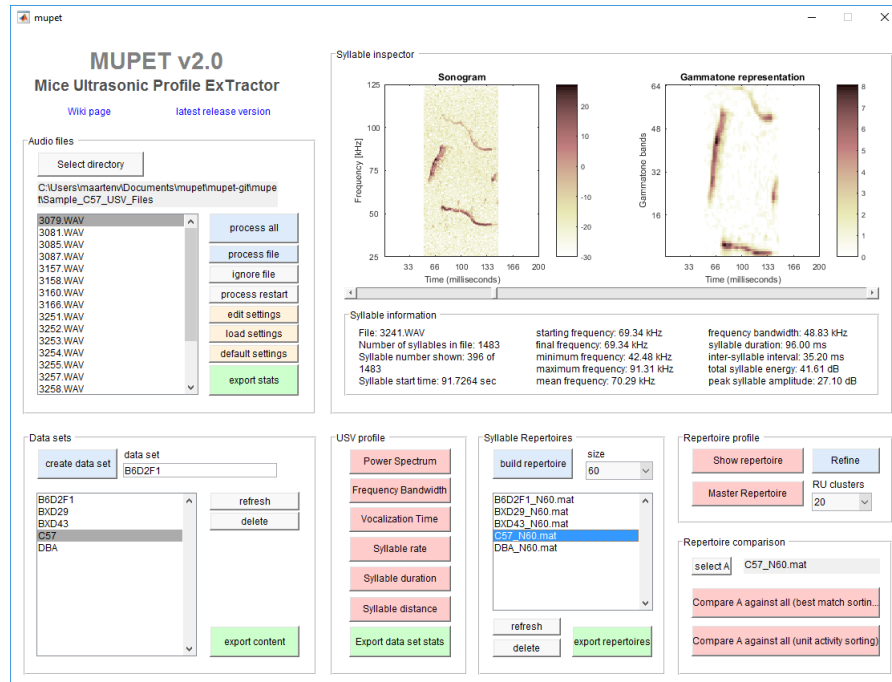 mupet
MUPET v2.0
Mice Ultrasonic Profile ExTractor
Wiki page latest release version
Audio files
Select directory
C:\Users\maartenv\Documents\mupet\mupet-git\mupe
t\Sample_C57_USV_Files
3079.WAV
3081.WAV
3085.WAV
3087.WAV
3157.WAV
3158.WAV
3160.WAV
3166.WAV
3251.WAV
3252.WAV
3253.WAV
3254.WAV
3255.WAV
3257.WAV
3258.WAV
process all
process file
ignore file
process restart
edit settings
load settings
default settings
export stats
Syllable inspector
Sonogram
125
100
75
50
25
Frequency [kHz]
33 66 100 133 166 200
Time (milliseconds)
20
10
0
-10
-20
-30
Gammatone representation
64
48
32
16
Gammatone bands
33 66 100 133 166 200
Time (milliseconds)
8
7
6
5
4
3
2
1
0
Syllable information
File: 3241.WAV
Number of syllables in file: 1483
Syllable number shown: 396 of
1483
Syllable start time: 91.7264 sec
starting frequency: 69.34 kHz
final frequency: 69.34 kHz
minimum frequency: 42.48 kHz
maximum frequency: 91.31 kHz
mean frequency: 70.29 kHz
frequency bandwidth: 48.83 kHz
syllable duration: 96.00 ms
inter-syllable interval: 35.20 ms
total syllable energy: 41.61 dB
peak syllable amplitude: 27.10 dB
Data sets
create data set
data set
B6D2F1
B6D2F1
BXD29
BXD43
C57
DBA
refresh
delete
export content
USV profile
Power Spectrum
Frequency Bandwidth
Vocalization Time
Syllable rate
Syllable duration
Syllable distance
Export data set stats
Syllable Repertoires
build repertoire
size
60
B6D2F1_N60.mat
BXD29_N60.mat
BXD43_N60.mat
C57_N60.mat
DBA_N60.mat
refresh
delete
export repertoires
Repertoire profile
Show repertoire
Refine
Master Repertoire
RU clusters
20
Repertoire comparison
select A
C57_N60.mat
Compare A against all (best match sortin...
Compare A against all (unit activity sorting)